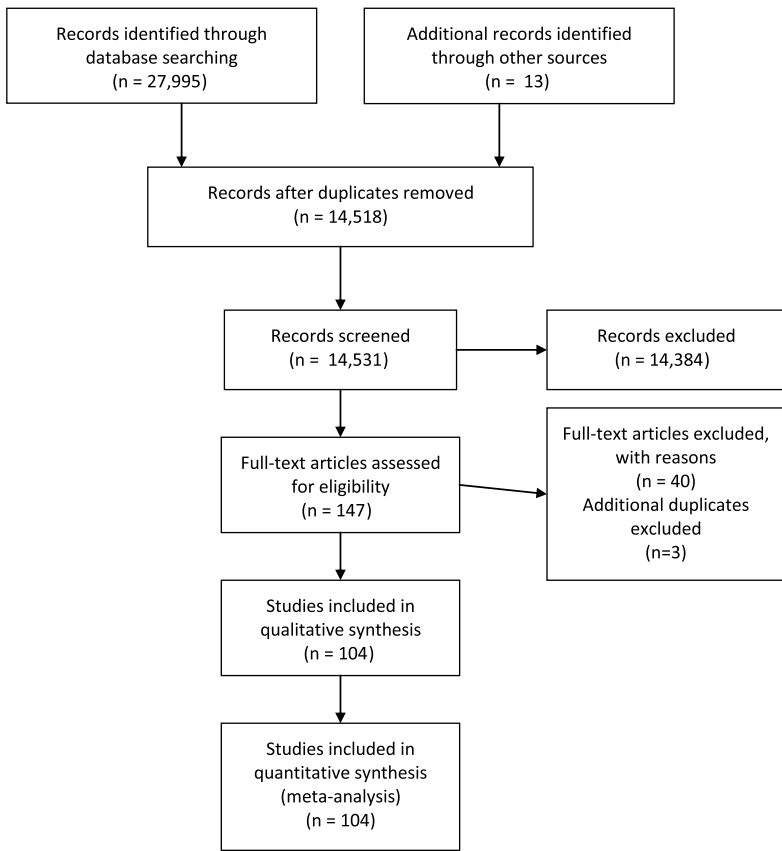 Records identified through
database searching
(n = 27,995)
Additional records identified
through other sources
(n = 13)
Records after duplicates removed
(n = 14,518)
Records screened
(n = 14,531)
Records excluded
(n = 14,384)
Full-text articles assessed
for eligibility
(n = 147)
Full-text articles excluded,
with reasons
(n = 40)
Additional duplicates
excluded
(n=3)
Studies included in
qualitative synthesis
(n = 104)
Studies included in
quantitative synthesis
(meta-analysis)
(n = 104)